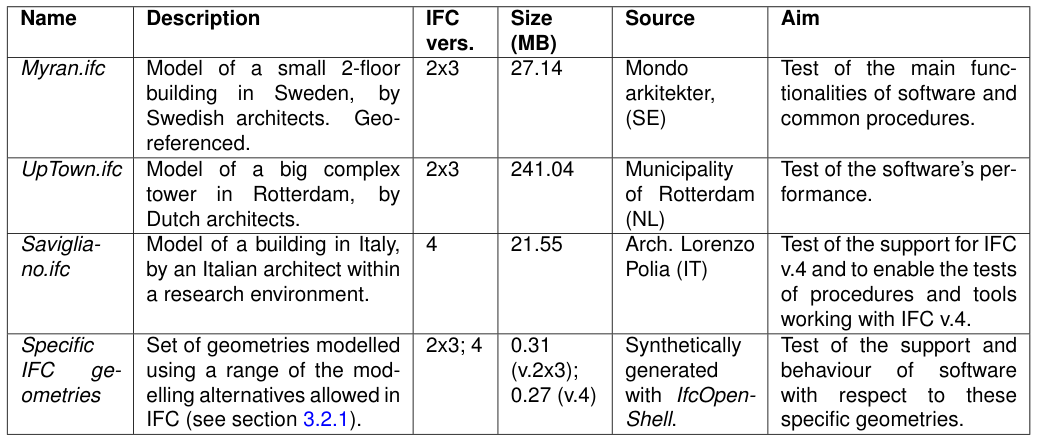 Name Description IFC vers. Size (MB) Source Aim
Myran.ifc
Model of a small 2-floor
building in Sweden, by
Swedish architects. Geo-
referenced.
2x3
27.14
Mondo
arkitekter,
(SE)
Test of the main func-
tionalities of software and
common procedures.
UpTown.ifc
Model of a big complex
tower in Rotterdam, by
Dutch architects.
2x3
241.04
Municipality
of Rotterdam
(NL)
Test of the software's per-
formance.
Saviglia-
no.ifc
Model of a building in Italy,
by an Italian architect within
a research environment.
4
21.55
Arch. Lorenzo
Polia (IT)
Test of the support for IFC
v.4 and to enable the tests
of procedures and tools
working with IFC v.4.
Specific
IFC ge-
ometries
Set of geometries modelled
using a range of the mod-
elling alternatives allowed in
IFC (see section 3.2.1).
2x3; 4
0.31
(v.2x3);
0.27 (v.4)
Synthetically
generated
with IfcOpen-
Shell.
Test of the support and
behaviour of software
with respect to these
specific geometries.